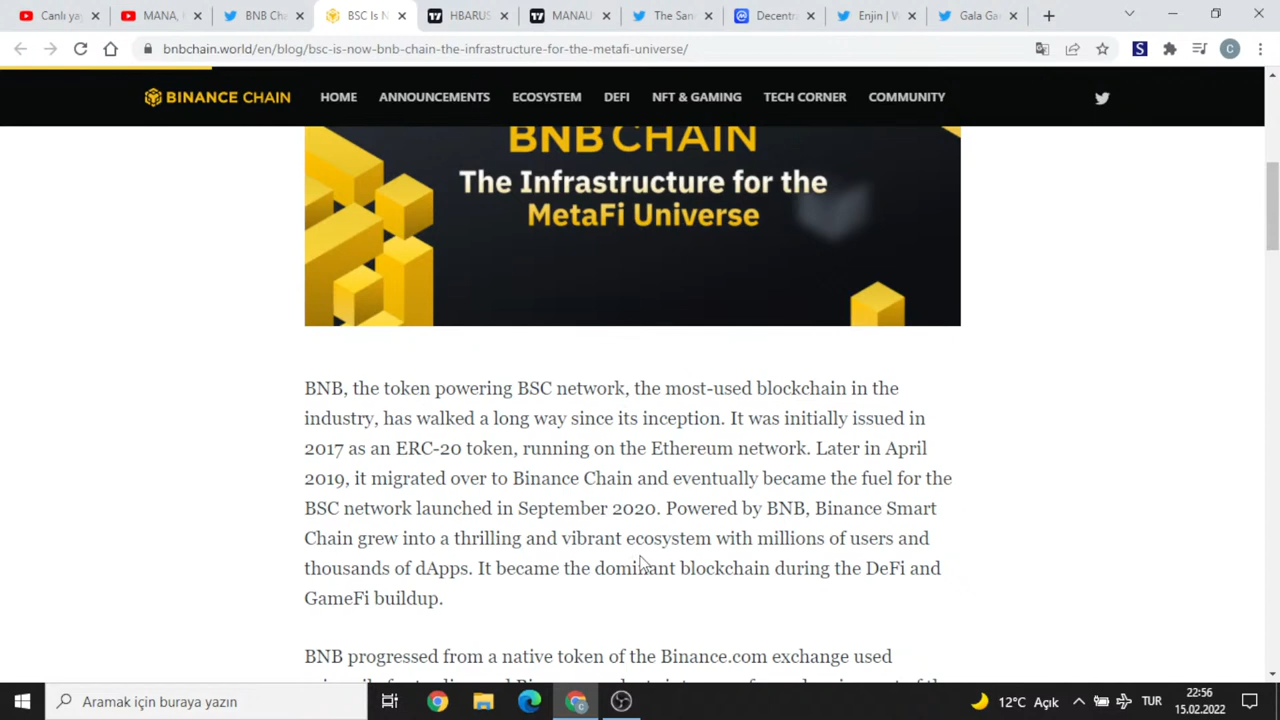 Canlı ya
MANA,
BNB Cha
BSC Is N
HBARUS
MANAU
The San
Decentra
Enjin | W
Gala Ga
bnbchain.world/en/blog/bsc-is-now-bnb-chain-the-infrastructure-for-the-metafi-universe/
S
C
BINANCE CHAIN
HOME
ANNOUNCEMENTS
ECOSYSTEM
DEFI
NFT & GAMING
TECH CORNER
COMMUNITY
BNB CHAIN
The Infrastructure for the
MetaFi Universe
BNB, the token powering BSC network, the most-used blockchain in the
industry, has walked a long way since its inception. It was initially issued in
2017 as an ERC-20 token, running on the Ethereum network. Later in April
2019, it migrated over to Binance Chain and eventually became the fuel for the
BSC network launched in September 2020. Powered by BNB, Binance Smart
Chain grew into a thrilling and vibrant ecosystem with millions of users and
thousands of dApps. It became the dominant blockchain during the DeFi and
GameFi buildup.
BNB progressed from a native token of the Binance.com exchange used
Aramak için buraya yazın
12°C Açık
TUR
22:56
15.02.2022